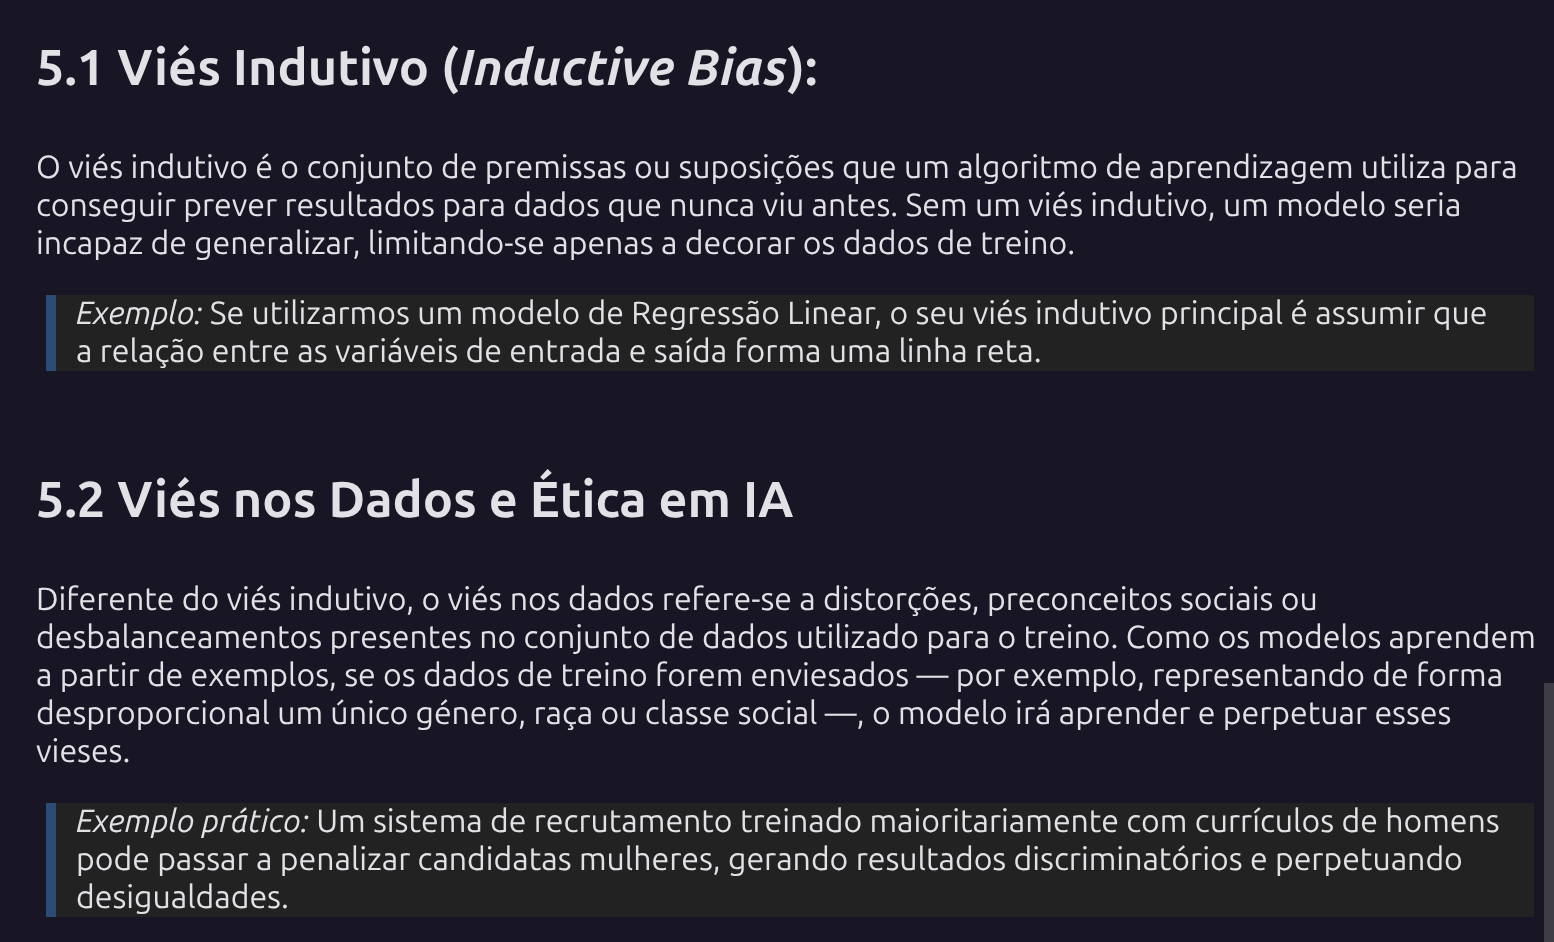 5.1 Viés Indutivo (Inductive Bias):
O viés indutivo é o conjunto de premissas ou suposições que um algoritmo de aprendizagem utiliza para
conseguir prever resultados para dados que nunca viu antes. Sem um viés indutivo, um modelo seria
incapaz de generalizar, limitando-se apenas a decorar os dados de treino.
Exemplo: Se utilizarmos um modelo de Regressão Linear, o seu viés indutivo principal é assumir que
a relação entre as variáveis de entrada e saída forma uma linha reta.
5.2 Viés nos Dados e Ética em IA
Diferente do viés indutivo, o viés nos dados refere-se a distorções, preconceitos sociais ou
desbalanceamentos presentes no conjunto de dados utilizado para o treino. Como os modelos aprendem
a partir de exemplos, se os dados de treino forem enviesados — por exemplo, representando de forma
desproporcional um único género, raça ou classe social —, o modelo irá aprender e perpetuar esses
vieses.
Exemplo prático: Um sistema de recrutamento treinado maioritariamente com currículos de homens
pode passar a penalizar candidatas mulheres, gerando resultados discriminatórios e perpetuando
desigualdades.